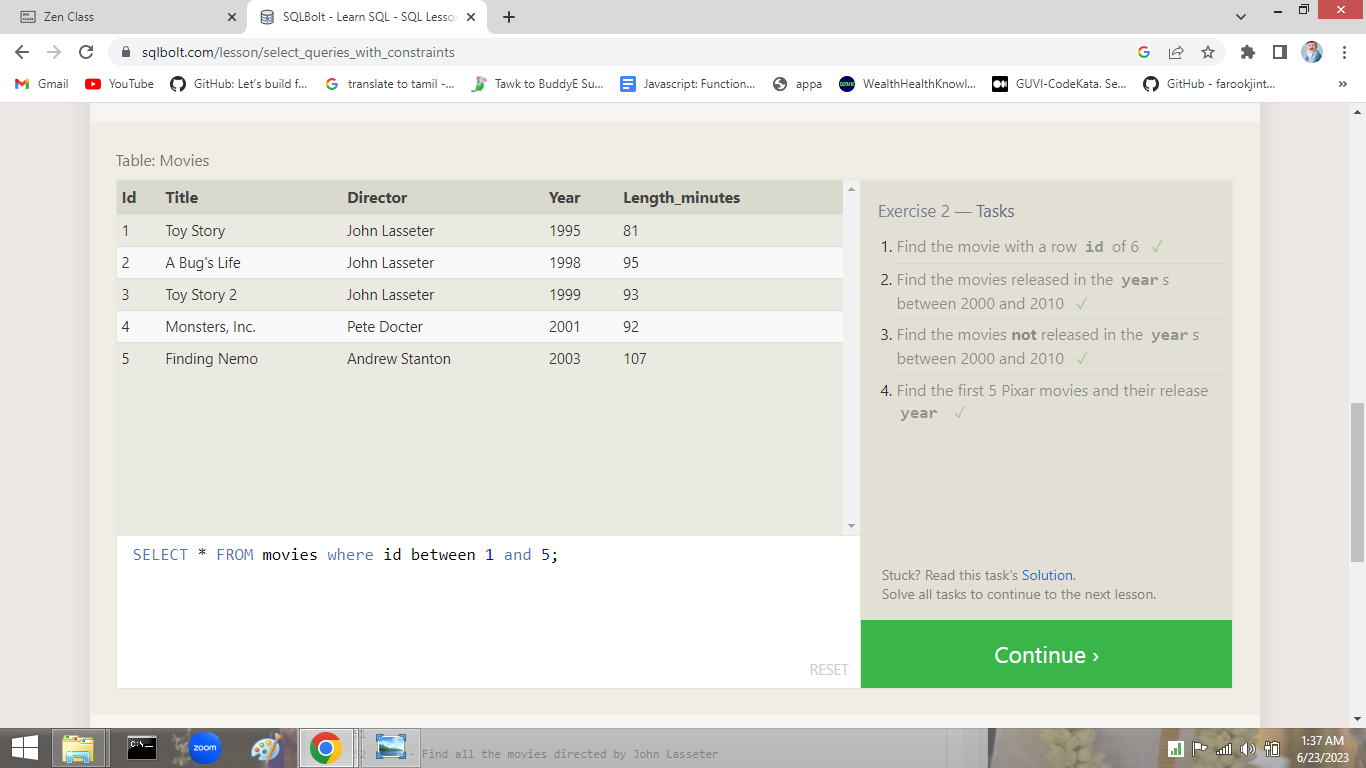 Zen Class
SQLBolt - Learn SQL - SQL Lesson
sqlbolt.com/lesson/select_queries_with_constraints
Gmail
YouTube
GitHub: Let's build f...
translate to tamil -...
Tawk to BuddyE Su...
Javascript: Function...
appa
WealthHealthKnowl...
GUVI-CodeKata. Se...
GitHub - farookjint...
»
Table: Movies
Id Title Director Year Length_minutes
1 Toy Story John Lasseter 1995 81
2 A Bug's Life John Lasseter 1998 95
3 Toy Story 2 John Lasseter 1999 93
4 Monsters, Inc. Pete Docter 2001 92
5 Finding Nemo Andrew Stanton 2003 107
SELECT * FROM movies where id between 1 and 5;
RESET
Exercise 2 — Tasks
1. Find the movie with a row id of 6 ✓
2. Find the movies released in the year s
between 2000 and 2010 ✓
3. Find the movies not released in the year s
between 2000 and 2010 ✓
4. Find the first 5 Pixar movies and their release
year ✓
Stuck? Read this task's Solution.
Solve all tasks to continue to the next lesson.
Continue ›
C:\_
zoom
52 - Find all the movies directed by John Lasseter
1:37 AM
6/23/2023